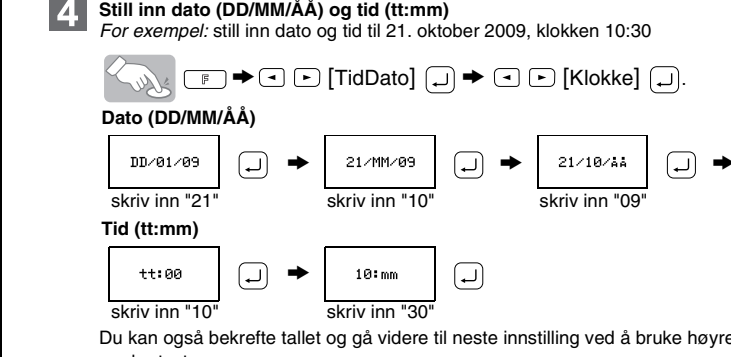 4 Still inn dato (DD/MM/ÅÅ) og tid (tt:mm)
For exempel: still inn dato og tid til 21. oktober 2009, klokken 10:30
F [TidDato] [Klokke] .
Dato (DD/MM/ÅÅ)
DD/01/09 21/MM/09 21/10/åå
skriv inn "21" skriv inn "10" skriv inn "09"
Tid (tt:mm)
tt:00 10:mm
skriv inn "10" skriv inn "30"
Du kan også bekrefte tallet og gå videre til neste innstilling ved å bruke høyre